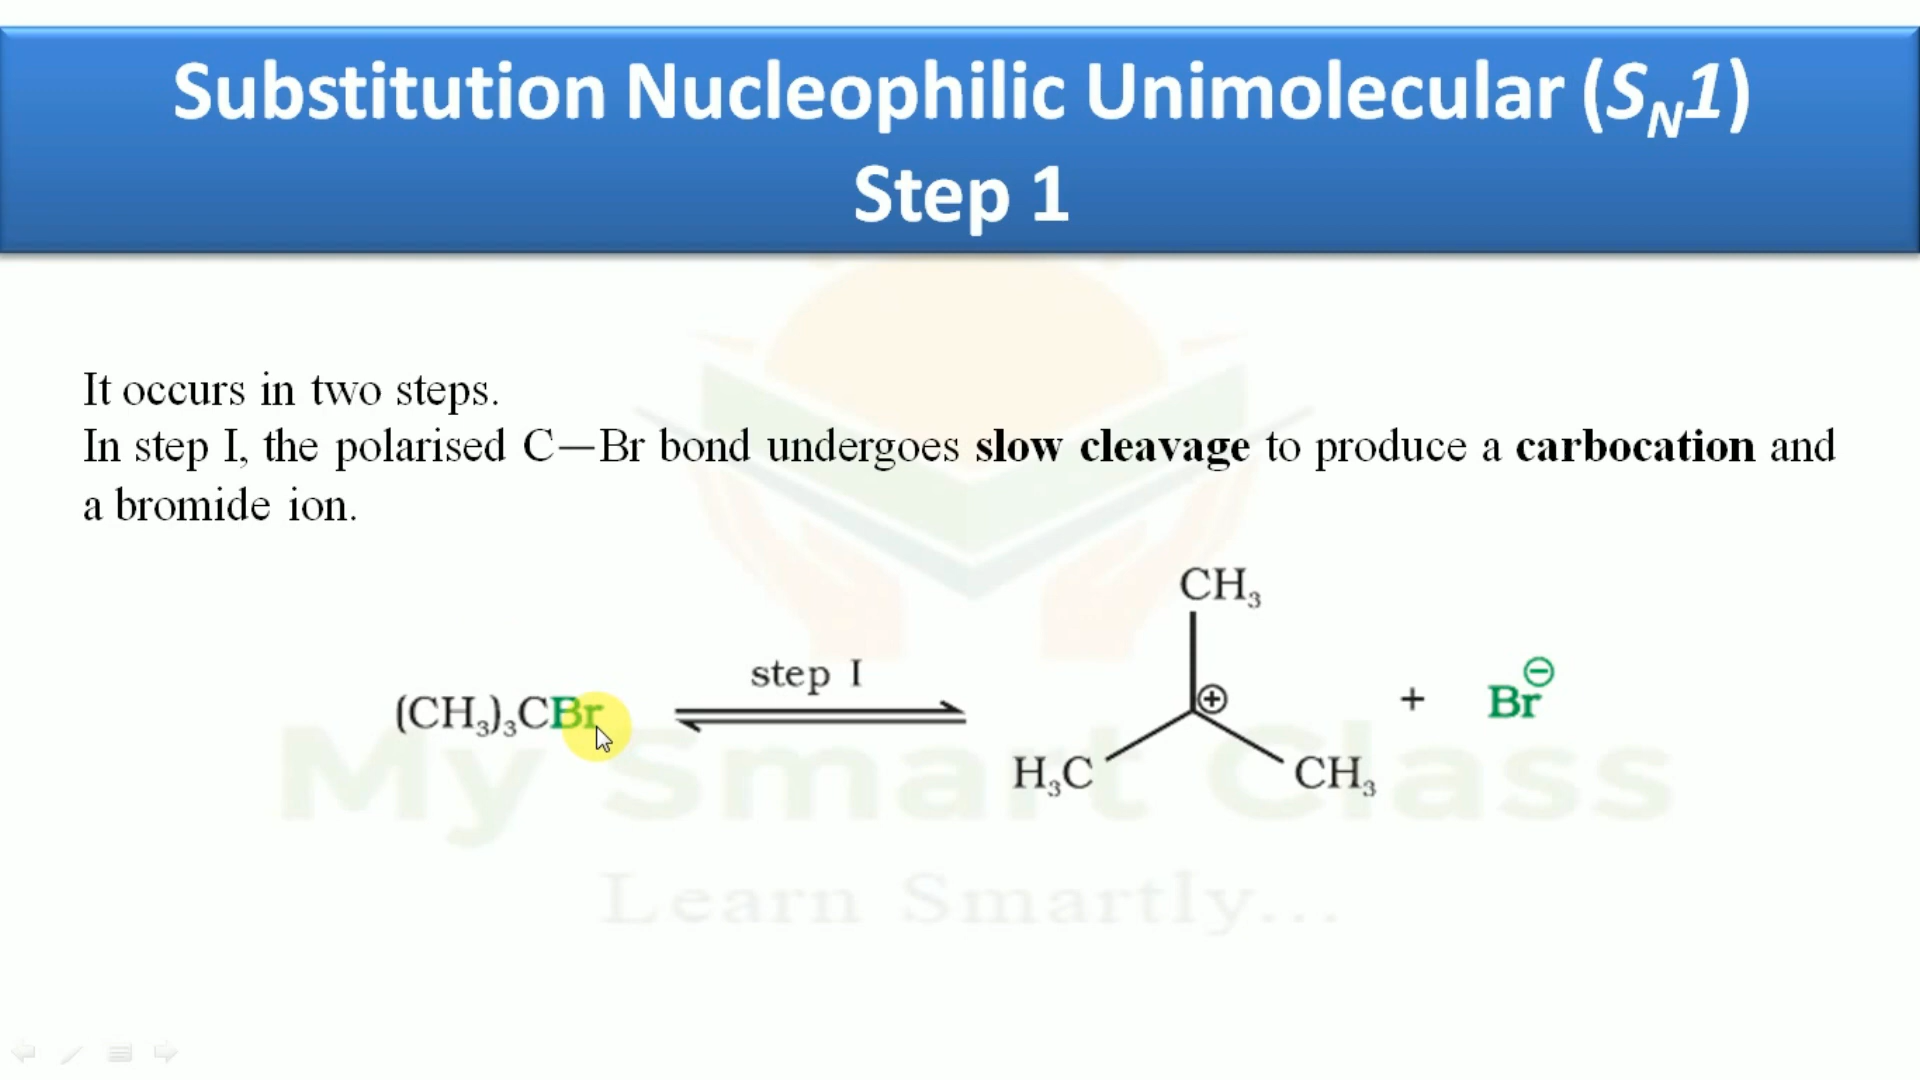 Substitution Nucleophilic Unimolecular (S_N1)
Step 1
It occurs in two steps.
In step I, the polarised C—Br bond undergoes slow cleavage to produce a carbocation and
a bromide ion.
CH₃
step I
(CH₃)₃CBr
⊕
+
Br⊖
H₃C
CH₃
My Smart Class
Learn Smartly...